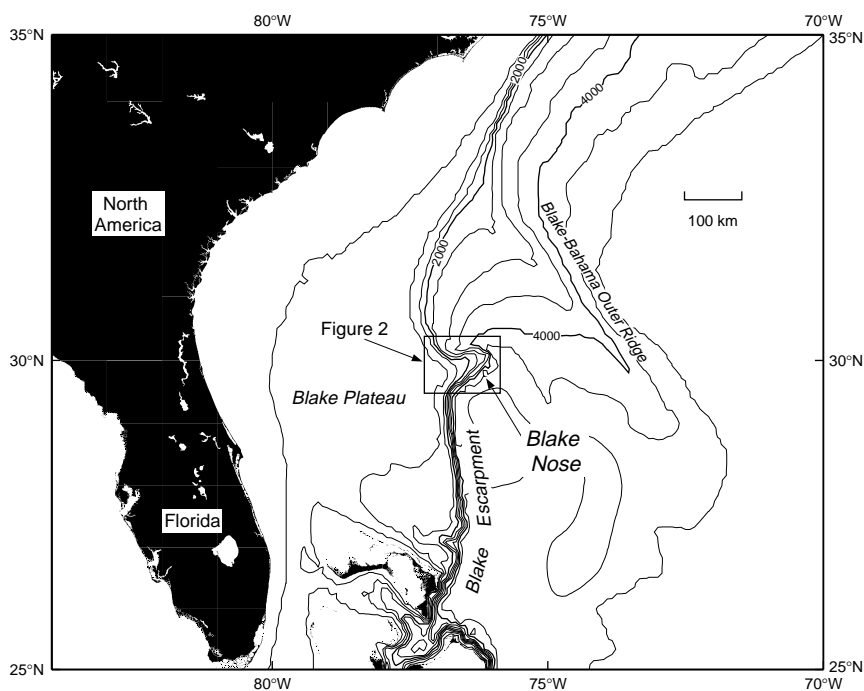 80°W
75°W
70°W
35°N
35°N
2000
4000
North
America
100 km
Blake-Bahama Outer Ridge
2000
Figure 2
4000
30°N
30°N
Blake Plateau
Blake
Nose
Blake Escarpment
Florida
25°N
25°N
80°W
75°W
70°W